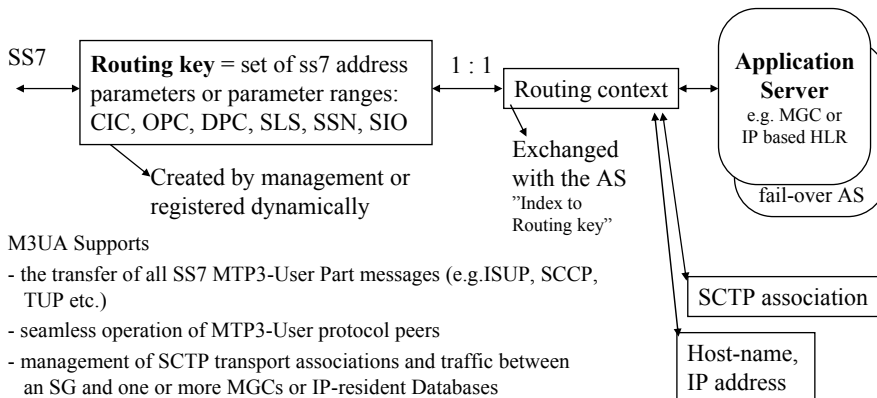 SS7
Routing key = set of ss7 address
parameters or parameter ranges:
CIC, OPC, DPC, SLS, SSN, SIO
1 : 1
Routing context
Application
Server
e.g. MGC or
IP based HLR
fail-over AS
Created by management or
registered dynamically
Exchanged
with the AS
”Index to
Routing key”
M3UA Supports
- the transfer of all SS7 MTP3-User Part messages (e.g.ISUP, SCCP,
TUP etc.)
- seamless operation of MTP3-User protocol peers
- management of SCTP transport associations and traffic between
an SG and one or more MGCs or IP-resident Databases
SCTP association
Host-name,
IP address